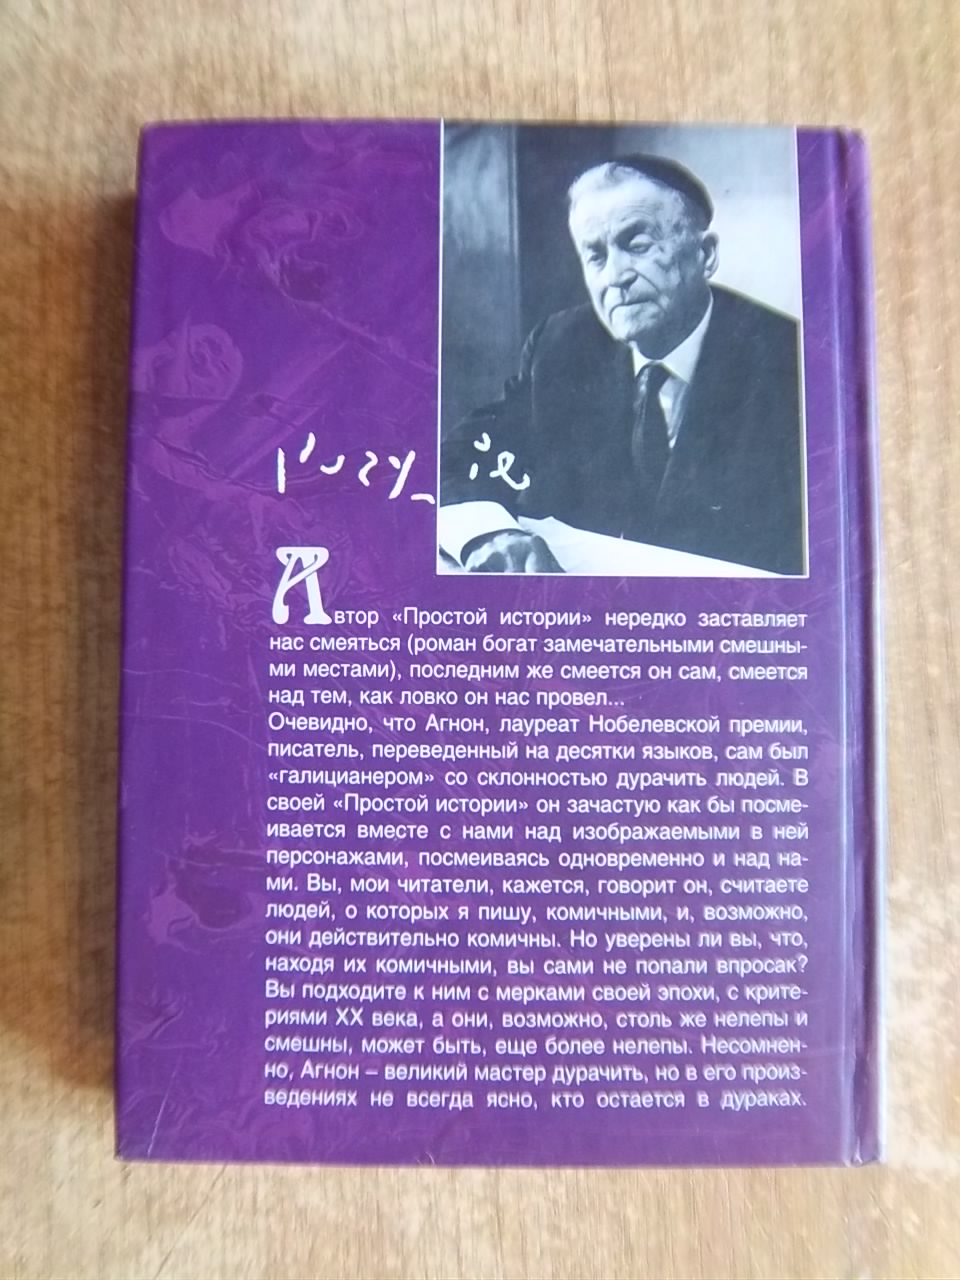 Автор «Простой истории» нередко заставляет
нас смеяться (роман богат замечательными смешны-
ми местами), последним же смеется он сам, смеется
над тем, как ловко он нас провел...
Очевидно, что Агнон, лауреат Нобелевской премии,
писатель, переведенный на десятки языков, сам был
«галицианером» со склонностью дурачить людей. В
своей «Простой истории» он зачастую как бы посме-
ивается вместе с нами над изображаемыми в ней
персонажами, посмеиваясь одновременно и над на-
ми. Вы, мои читатели, кажется, говорит он, считаете
людей, о которых я пишу, комичными, и, возможно,
они действительно комичны. Но уверены ли вы, что,
находя их комичными, вы сами не попали впросак?
Вы подходите к ним с мерками своей эпохи, с крите-
риями XX века, а они, возможно, столь же нелепы и
смешны, может быть, еще более нелепы. Несомнен-
но, Агнон – великий мастер дурачить, но в его произ-
ведениях не всегда ясно, кто остается в дураках.